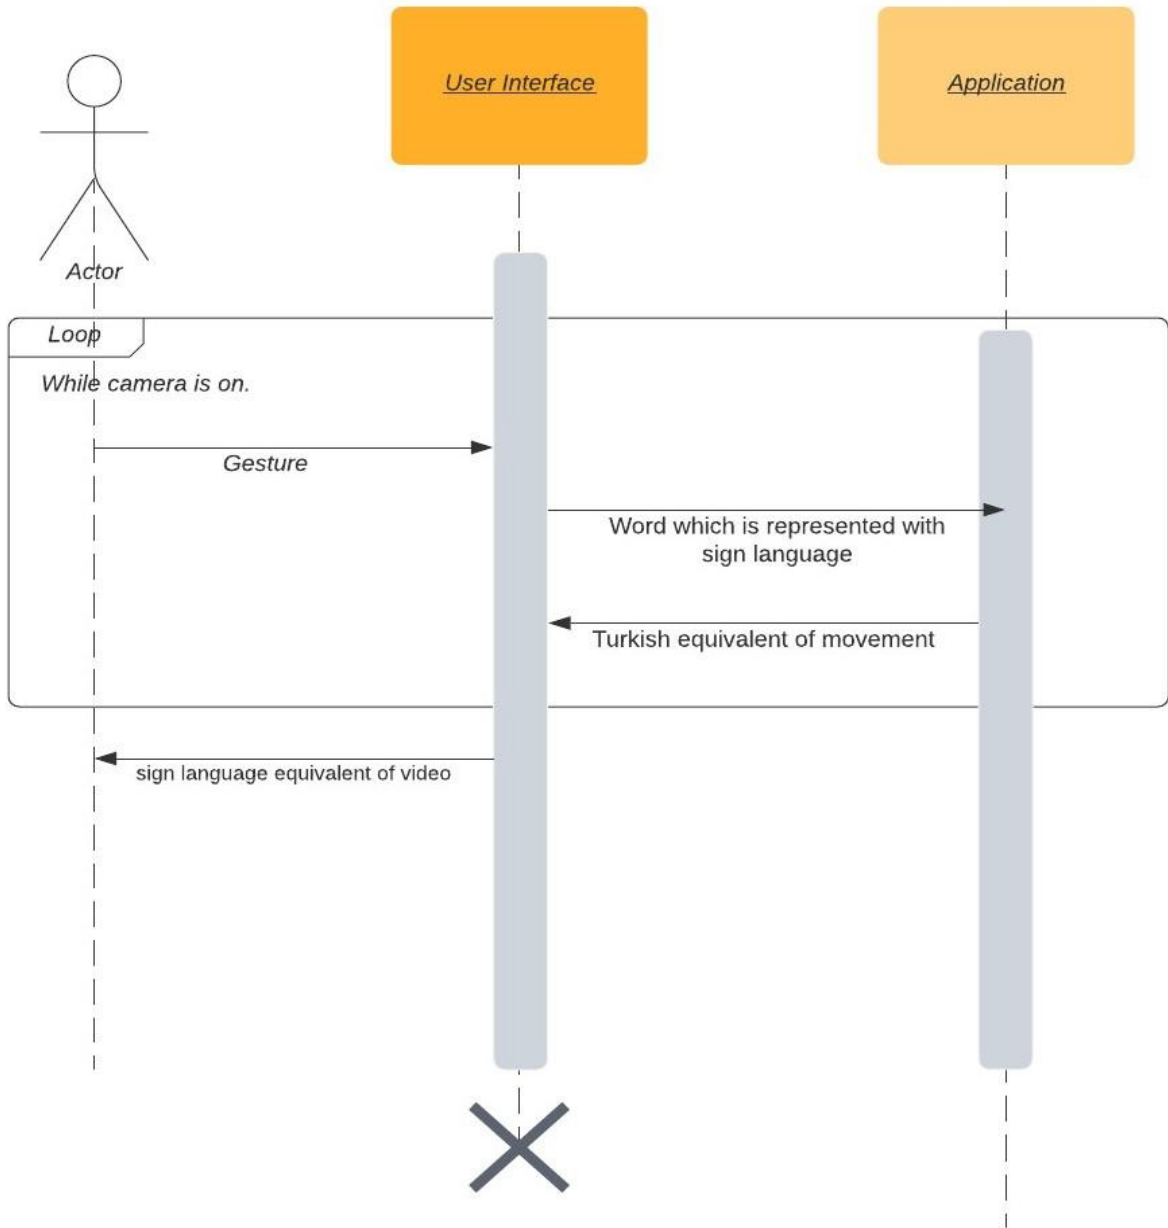 User Interface
Application
Actor
Loop
While camera is on.
Gesture
Word which is represented with
sign language
Turkish equivalent of movement
sign language equivalent of video